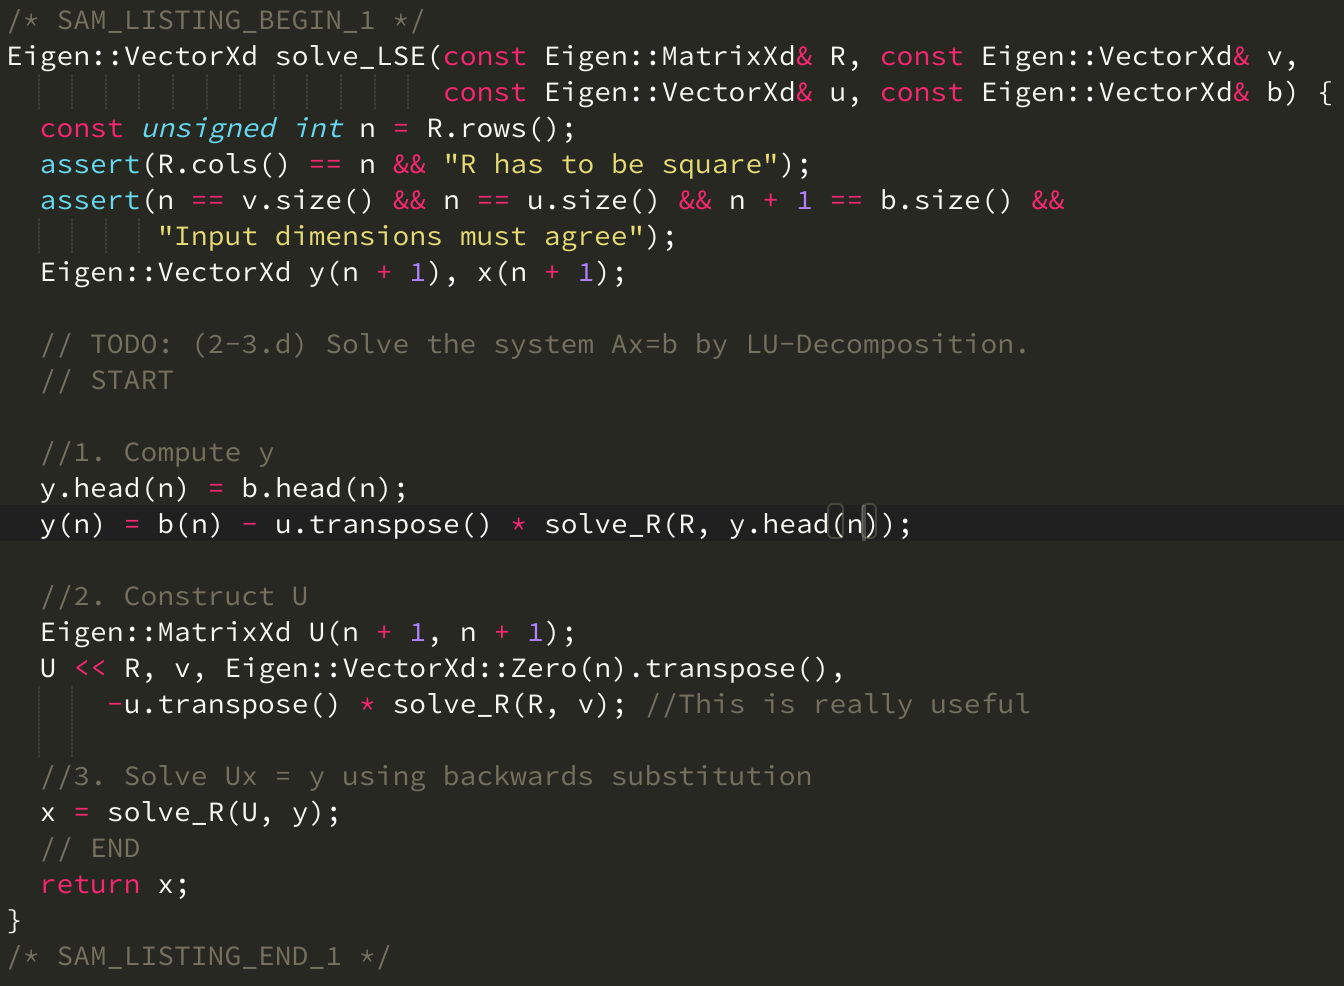 /* SAM_LISTING_BEGIN_1 */
Eigen::VectorXd solve_LSE(const Eigen::MatrixXd& R, const Eigen::VectorXd& v,
const Eigen::VectorXd& u, const Eigen::VectorXd& b) {
const unsigned int n = R.rows();
assert(R.cols() == n && "R has to be square");
assert(n == v.size() && n == u.size() && n + 1 == b.size() &&
"Input dimensions must agree");
Eigen::VectorXd y(n + 1), x(n + 1);
// TODO: (2-3.d) Solve the system Ax=b by LU-Decomposition.
// START
//1. Compute y
y.head(n) = b.head(n);
y(n) = b(n) - u.transpose() * solve_R(R, y.head(n));
//2. Construct U
Eigen::MatrixXd U(n + 1, n + 1);
U << R, v, Eigen::VectorXd::Zero(n).transpose(),
-u.transpose() * solve_R(R, v); //This is really useful
//3. Solve Ux = y using backwards substitution
x = solve_R(U, y);
// END
return x;
}
/* SAM_LISTING_END_1 */